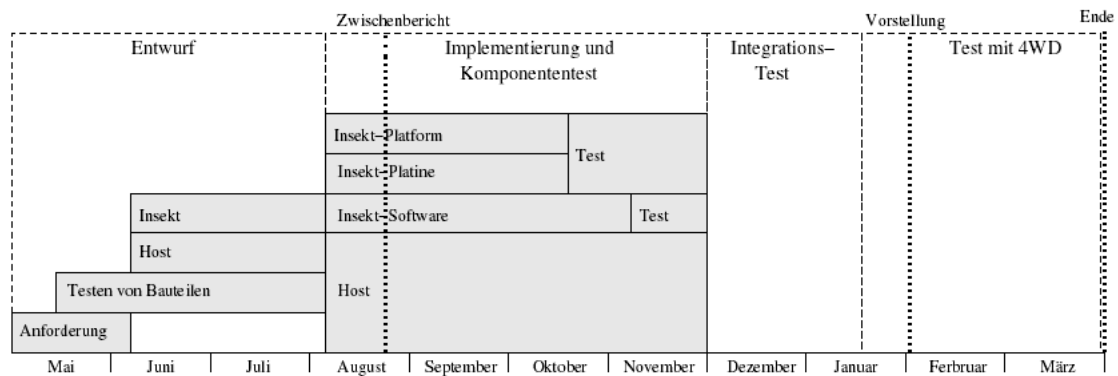 Zwischenbericht
Vorstellung
Ende
Entwurf
Implementierung und
Komponententest
Integrations–
Test
Test mit 4WD
Insekt–Platform
Insekt–Platine
Test
Insekt
Insekt–Software
Test
Host
Testen von Bauteilen
Host
Anforderung
Mai
Juni
Juli
August
September
Oktober
November
Dezember
Januar
Ferbruar
März